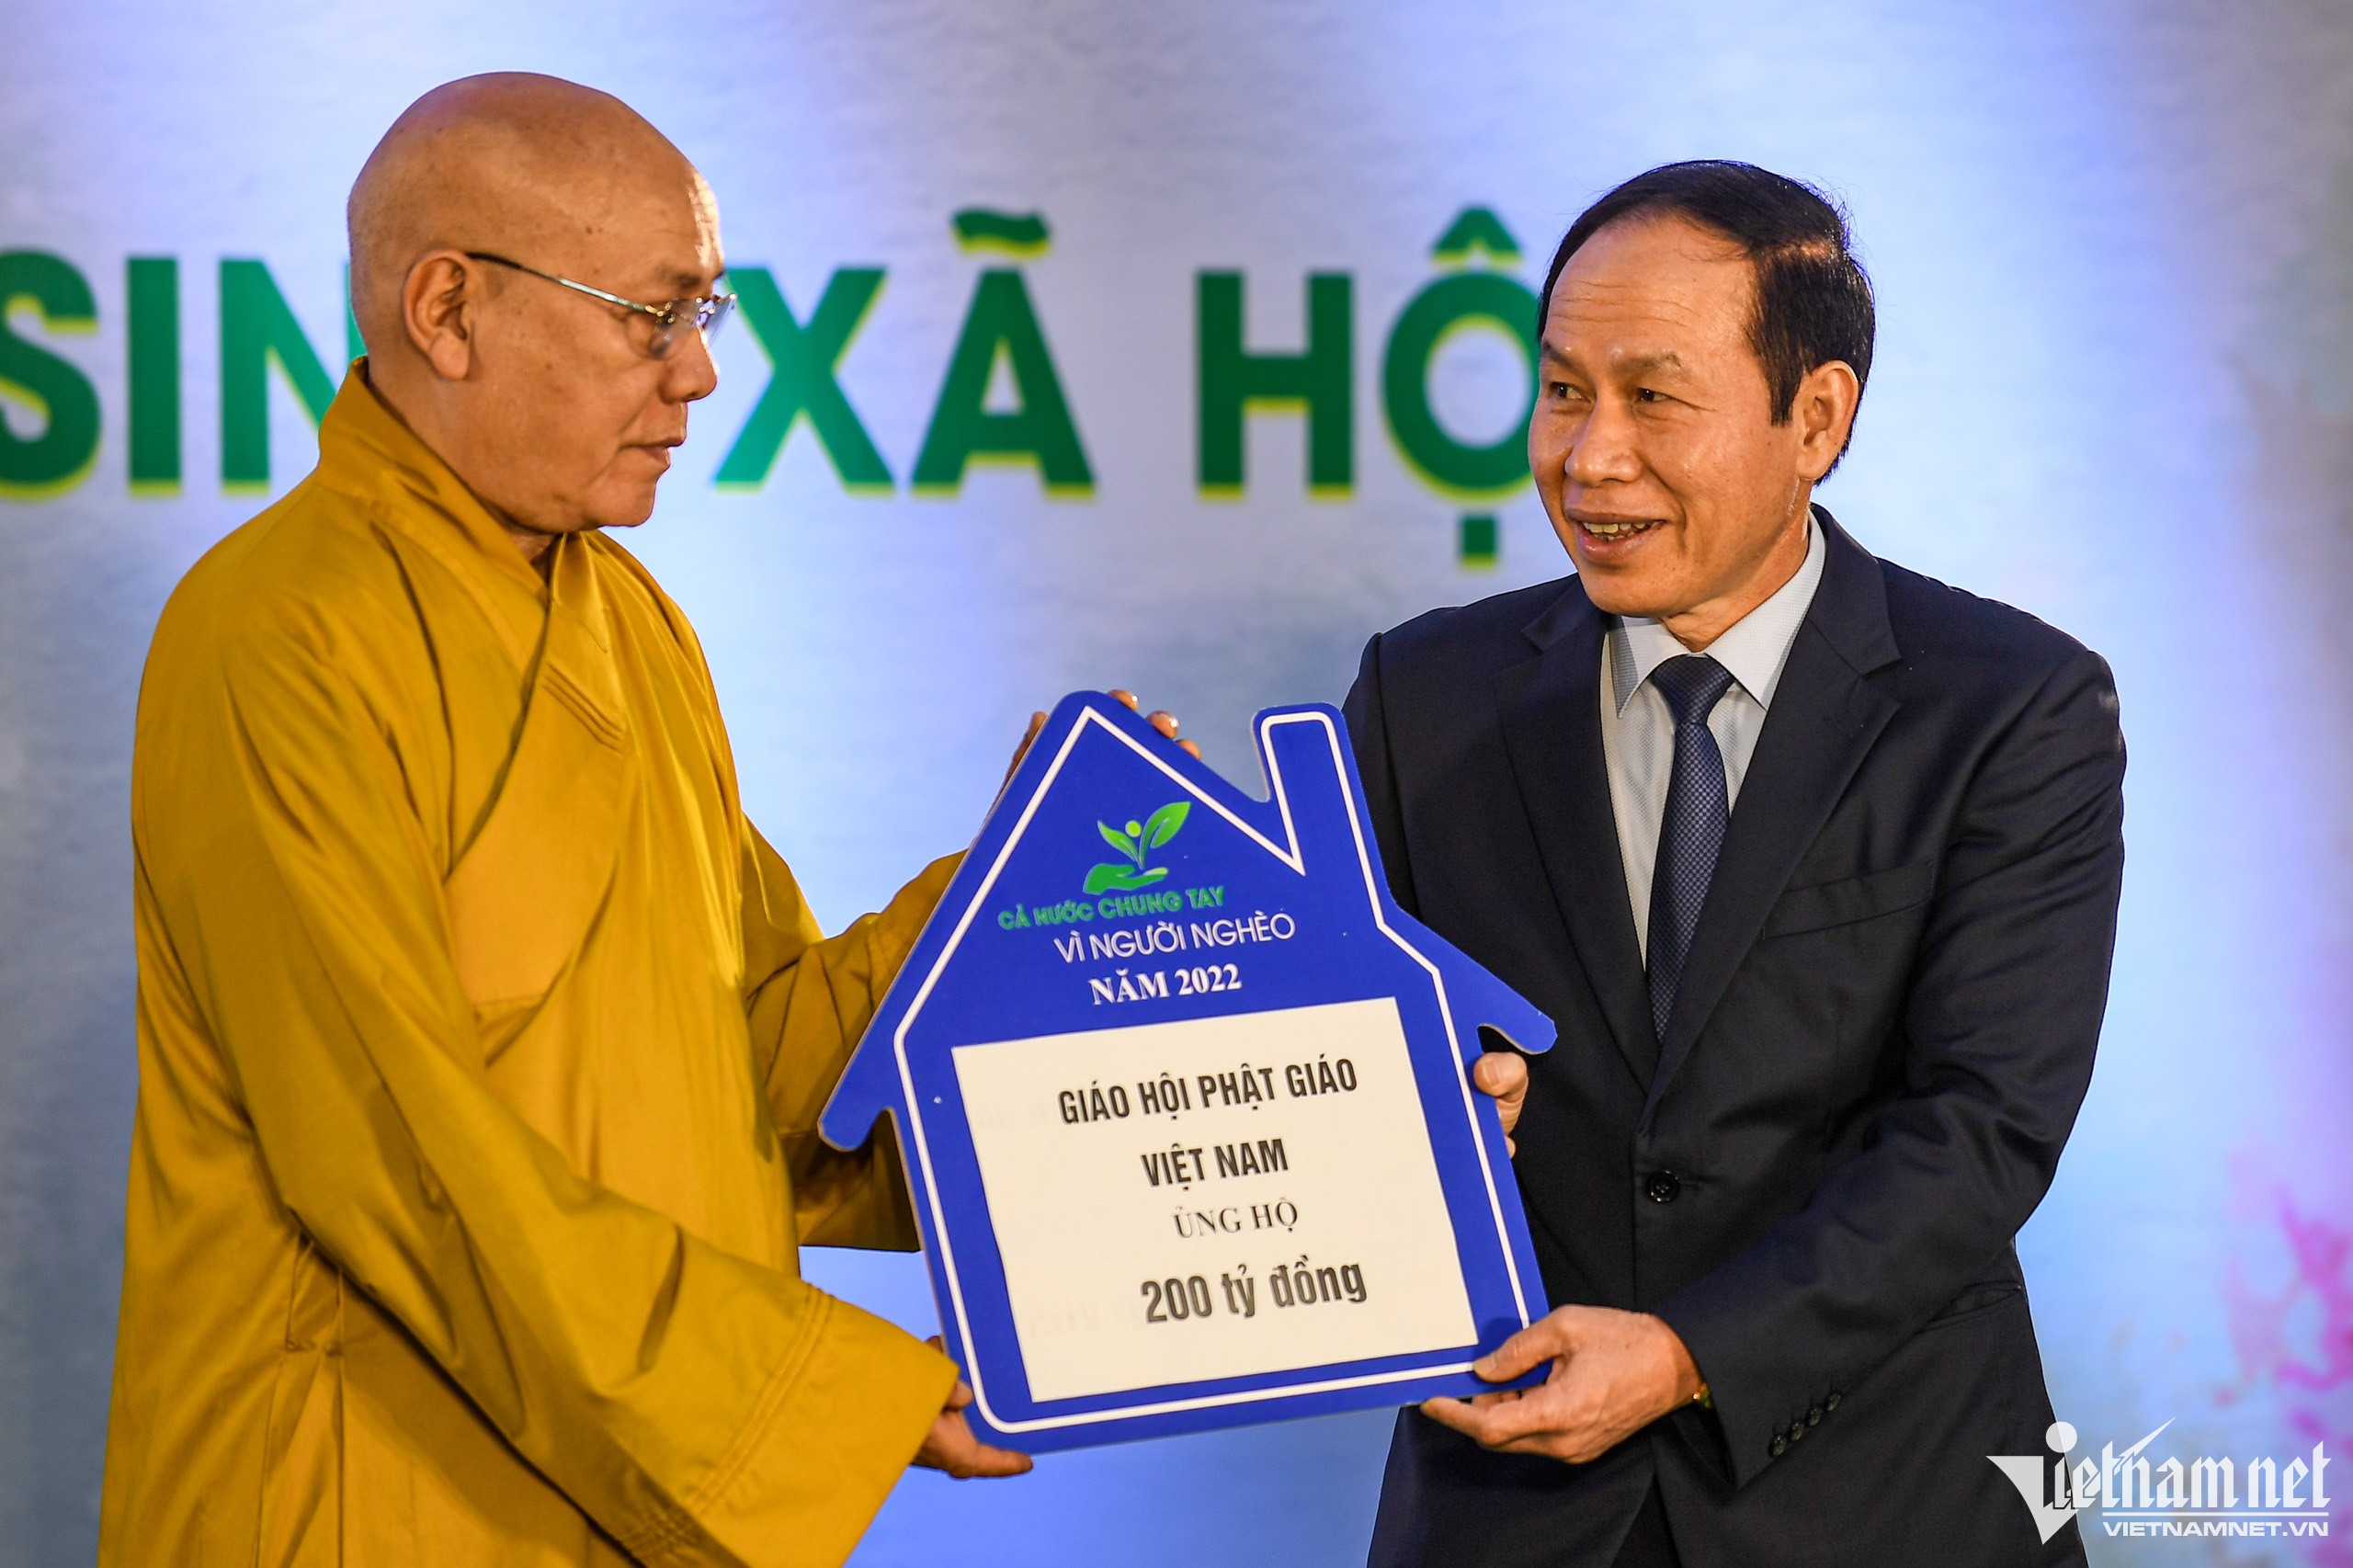 SIN XÃ HỘ
CẢ NƯỚC CHUNG TAY
VÌ NGƯỜI NGHÈO
NĂM 2022
GIÁO HỘI PHẬT GIÁO
VIỆT NAM
ỦNG HỘ
200 tỷ đồng
Vietnamnet
VIETNAMNET.VN